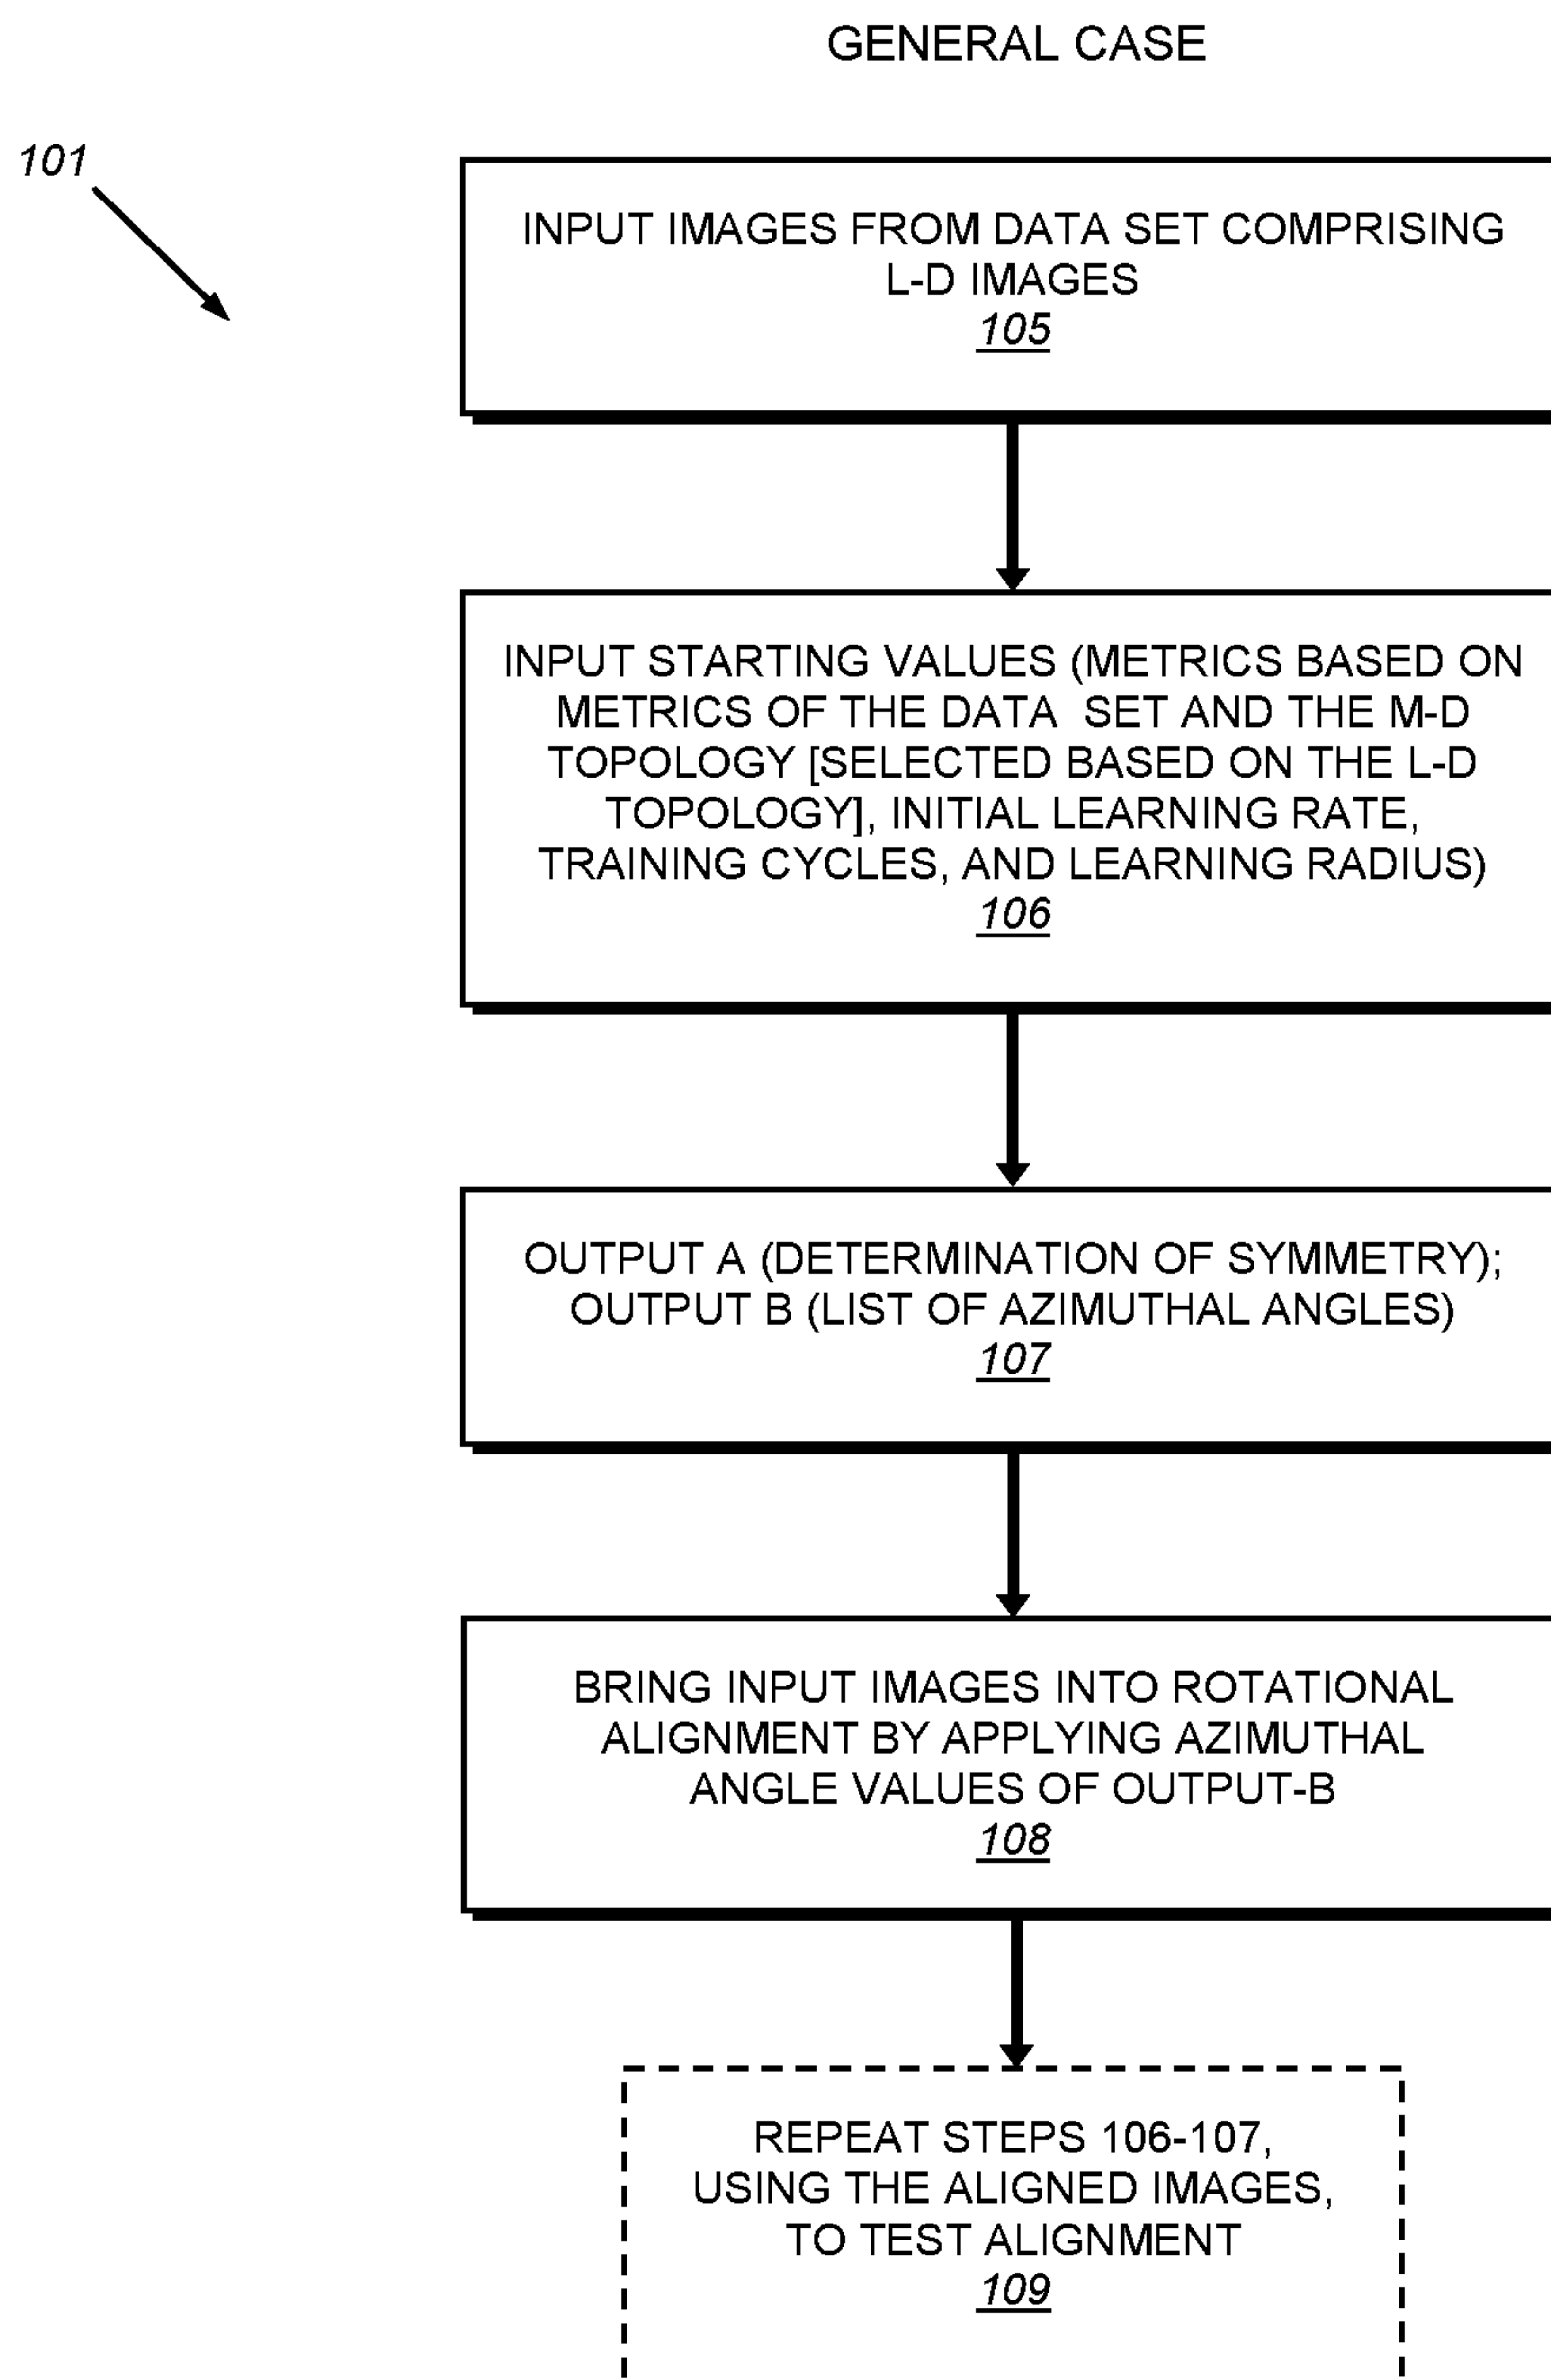 GENERAL CASE
101
INPUT IMAGES FROM DATA SET COMPRISING
L-D IMAGES
105
INPUT STARTING VALUES (METRICS BASED ON
METRICS OF THE DATA SET AND THE M-D
TOPOLOGY [SELECTED BASED ON THE L-D
TOPOLOGY], INITIAL LEARNING RATE,
TRAINING CYCLES, AND LEARNING RADIUS)
106
OUTPUT A (DETERMINATION OF SYMMETRY);
OUTPUT B (LIST OF AZIMUTHAL ANGLES)
107
BRING INPUT IMAGES INTO ROTATIONAL
ALIGNMENT BY APPLYING AZIMUTHAL
ANGLE VALUES OF OUTPUT-B
108
REPEAT STEPS 106-107,
USING THE ALIGNED IMAGES,
TO TEST ALIGNMENT
109